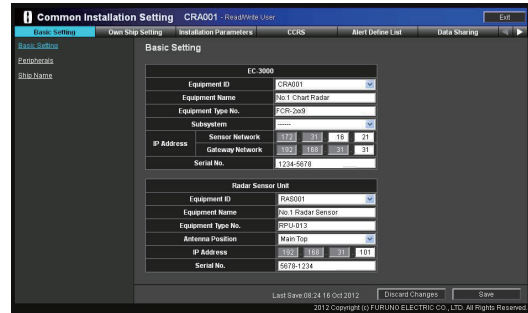 Common Installation Setting CRA001 - Read/Write User Exit
Basic Setting Own Ship Setting Installation Parameters CCRS Alert Define List Data Sharing
Basic Setting
Peripherals
Ship Name
Basic Setting
EC-3000
Equipment ID CRA001
Equipment Name No.1 Chart Radar
Equipment Type No. FCR-2xx9
Subsystem ------
IP Address
Sensor Network 172 31 16 21
Gateway Network 192 168 31 31
Serial No. 1234-5678
Radar Sensor Unit
Equipment ID RAS001
Equipment Name No.1 Radar Sensor
Equipment Type No. RPU-013
Antenna Position Main Top
IP Address 192 168 31 101
Serial No. 5678-1234
Last Save:08:24 16 Oct 2012 Discard Changes Save
2012 Copyright (c) FURUNO ELECTRIC CO., LTD. All Rights Reserved.